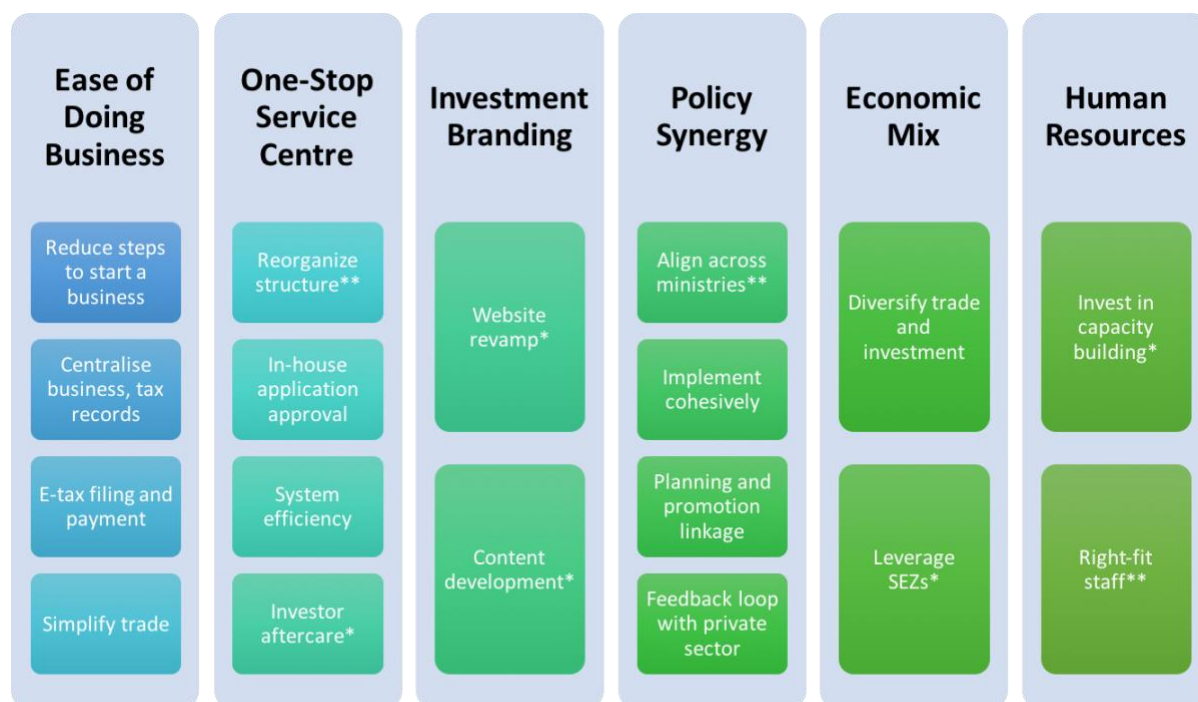 Ease of
Doing
Business
Reduce steps
to start a
business
Centralise
business, tax
records
E-tax filing and
payment
Simplify trade
One-Stop
Service
Centre
Reorganize
structure**
In-house
application
approval
System
efficiency
Investor
aftercare*
Investment
Branding
Website
revamp*
Content
development*
Policy
Synergy
Align across
ministries**
Implement
cohesively
Planning and
promotion
linkage
Feedback loop
with private
sector
Economic
Mix
Diversify trade
and
investment
Leverage
SEZs*
Human
Resources
Invest in
capacity
building*
Right-fit
staff**